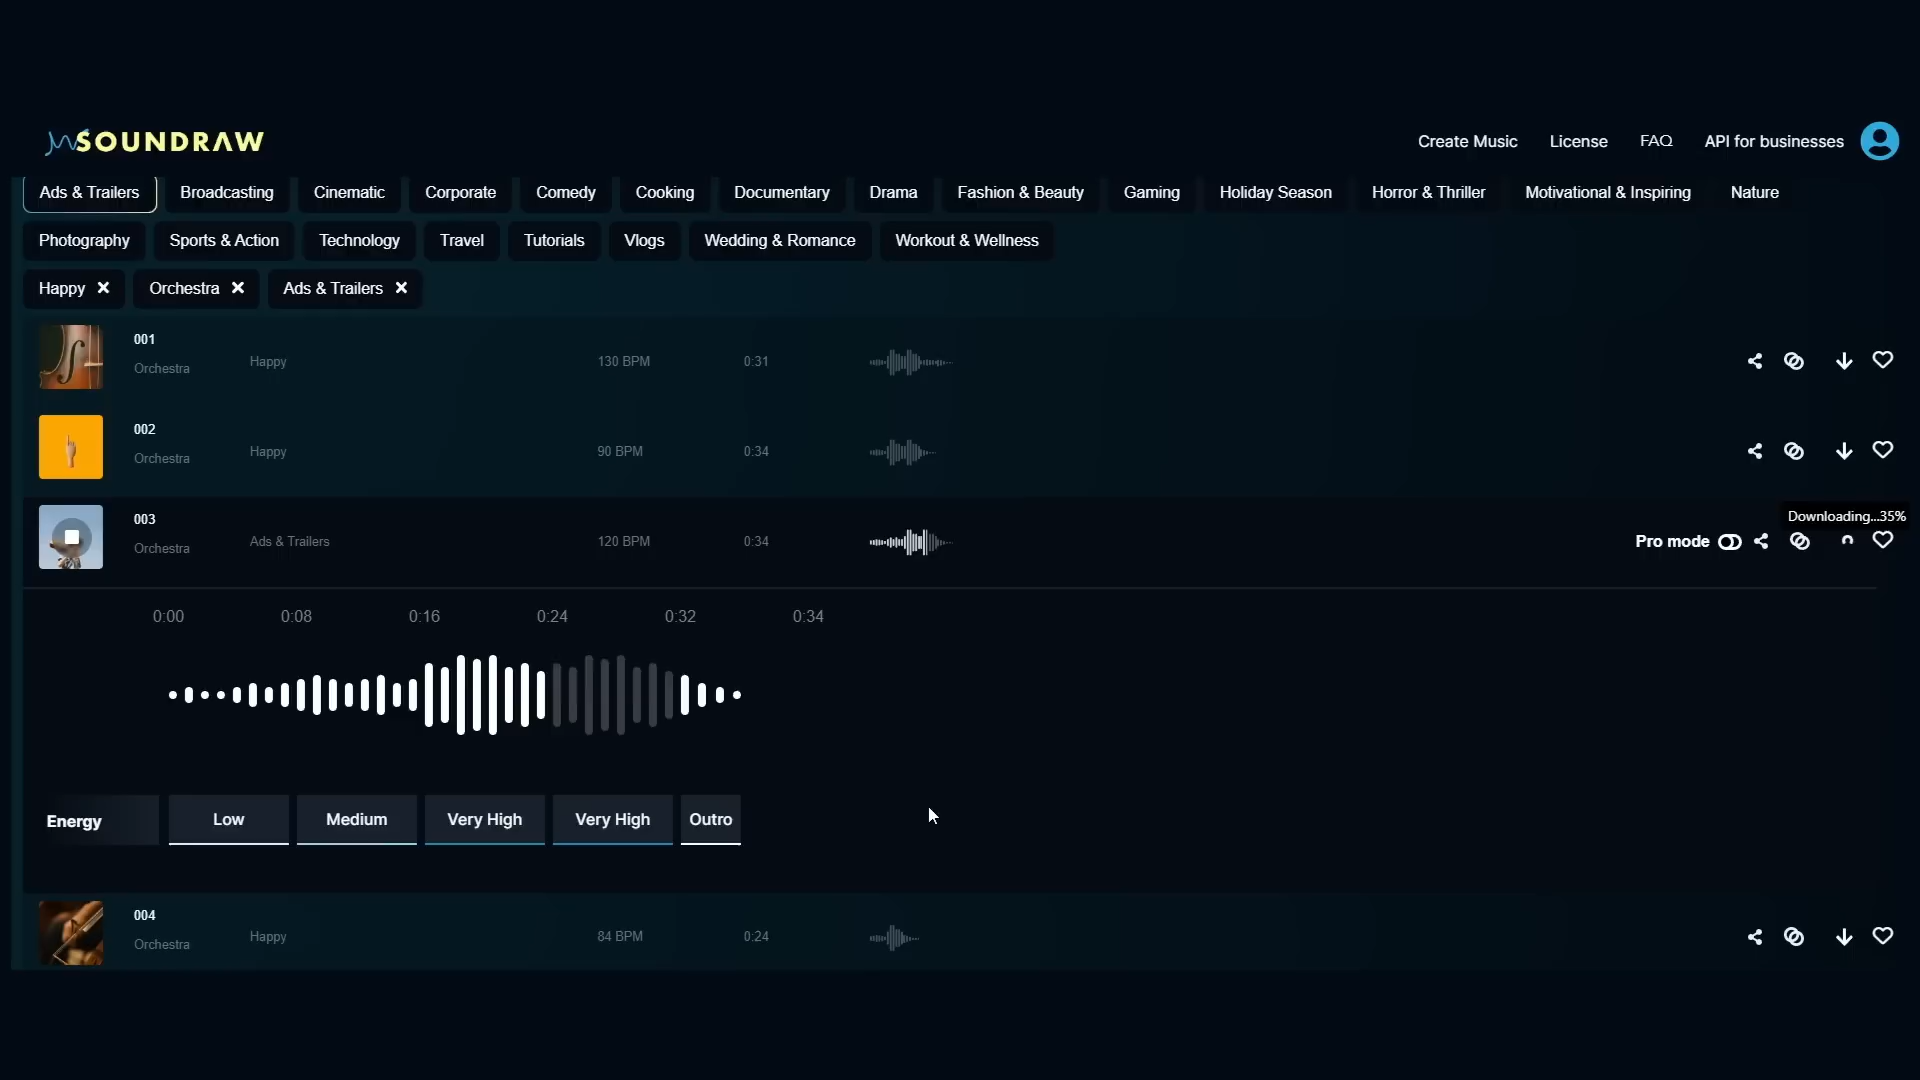 SOUNDRAW
Create Music License FAQ API for businesses
Ads & Trailers Broadcasting Cinematic Corporate Comedy Cooking Documentary Drama Fashion & Beauty Gaming Holiday Season Horror & Thriller Motivational & Inspiring Nature
Photography Sports & Action Technology Travel Tutorials Vlogs Wedding & Romance Workout & Wellness
Happy Orchestra Ads & Trailers
001
Orchestra Happy 130 BPM 0:31
002
Orchestra Happy 90 BPM 0:34
003
Orchestra Ads & Trailers 120 BPM 0:34
Downloading...35%
Pro mode
0:00 0:08 0:16 0:24 0:32 0:34
Energy Low Medium Very High Very High Outro
004
Orchestra Happy 84 BPM 0:24